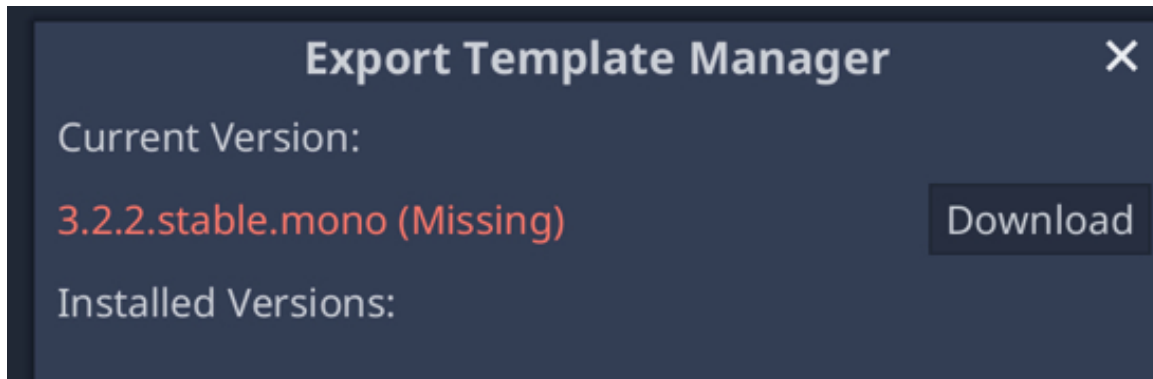 Export Template Manager
Current Version:
3.2.2.stable.mono (Missing) Download
Installed Versions: